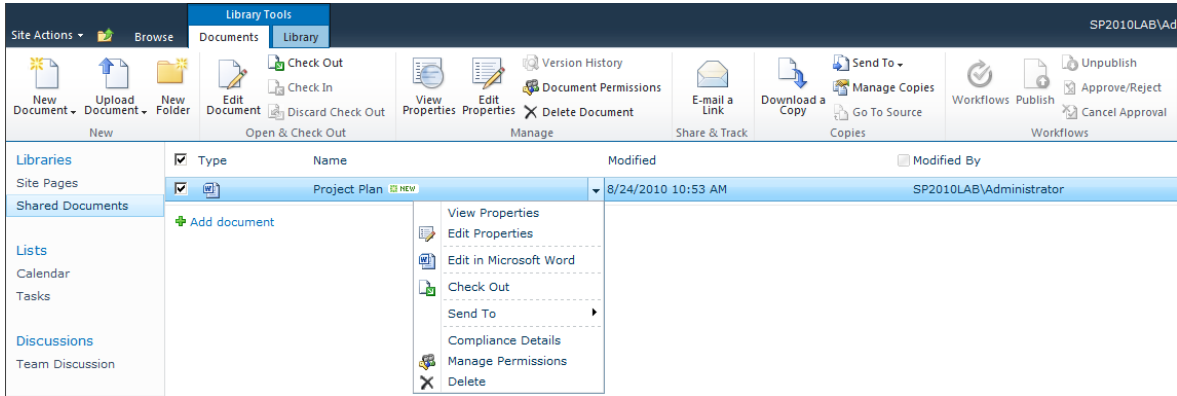 Library Tools
Site Actions Browse Documents Library SP2010LAB\Ad
New Document
Upload Document
New Folder
New
Edit Document
Check Out
Check In
Discard Check Out
Open & Check Out
View Properties
Edit Properties
Version History
Document Permissions
Delete Document
Manage
E-mail a Link
Share & Track
Download a Copy
Send To
Manage Copies
Go To Source
Copies
Workflows
Publish
Unpublish
Approve/Reject
Cancel Approval
Workflows
Libraries
Site Pages
Shared Documents
Lists
Calendar
Tasks
Discussions
Team Discussion
Type Name Modified Modified By
Project Plan NEW 8/24/2010 10:53 AM SP2010LAB\Administrator
Add document
View Properties
Edit Properties
Edit in Microsoft Word
Check Out
Send To
Compliance Details
Manage Permissions
Delete